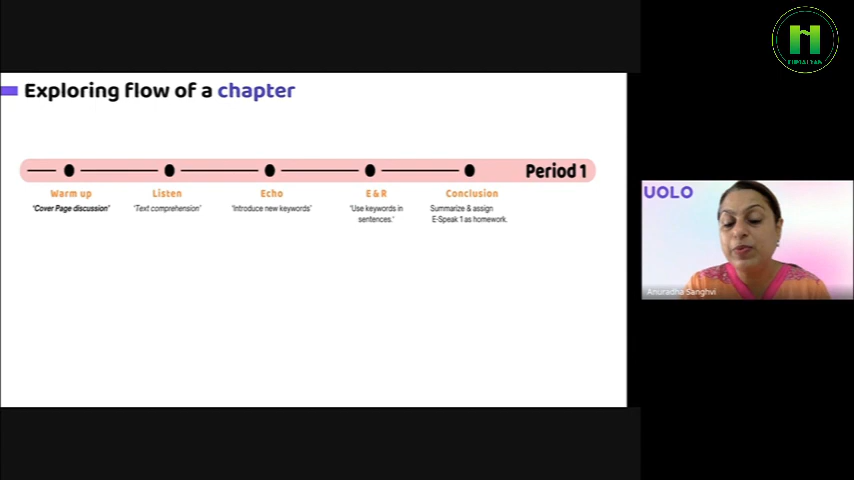 Exploring flow of a chapter
Period 1
Warm up
Listen
Echo
E & R
Conclusion
'Cover Page discussion'
'Text comprehension'
'Introduce new keywords'
'Use keywords in
sentences.'
Summarize & assign
E-Speak 1 as homework.
UOLO
Anuradha Sanghvi